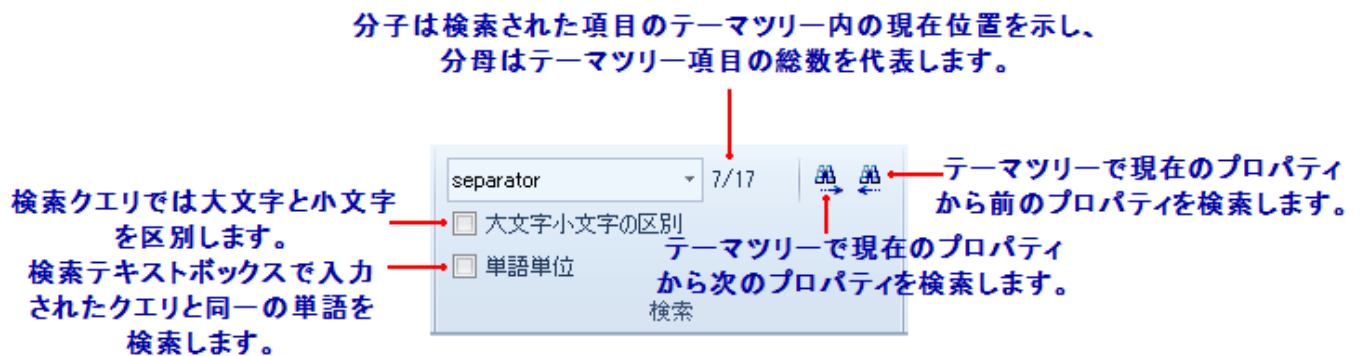 分子は検索された項目のテーマツリー内の現在位置を示し、
分母はテーマツリー項目の総数を代表します。
separator
7/17
テーマツリーで現在のプロパティ
から前のプロパティを検索します。
検索クエリでは大文字と小文字
を区別します。
大文字小文字の区別
テーマツリーで現在のプロパティ
から次のプロパティを検索します。
検索テキストボックスで入力
されたクエリと同一の単語を
検索します。
単語単位
検索